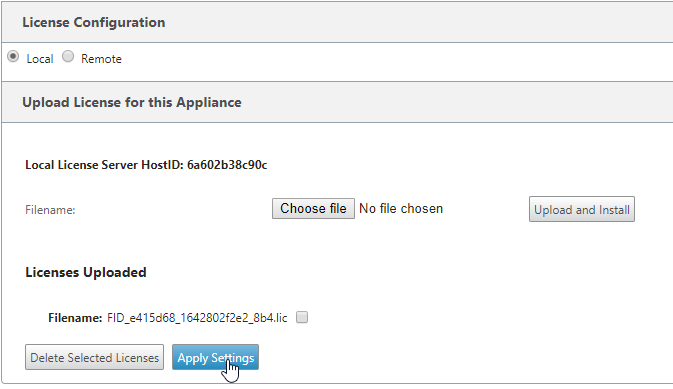 License Configuration
Local Remote
Upload License for this Appliance
Local License Server HostID: 6a602b38c90c
Filename: Choose file No file chosen Upload and Install
Licenses Uploaded
Filename: FID_e415d68_1642802f2e2_8b4.lic
Delete Selected Licenses Apply Settings